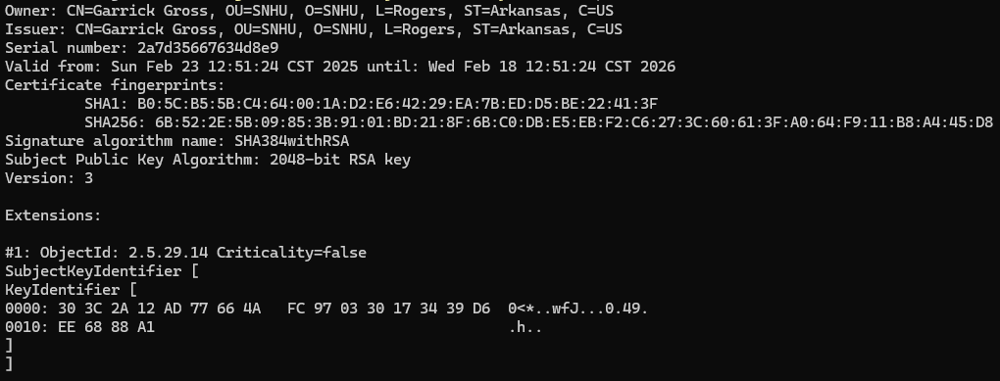 Owner: CN=Garrick Gross, OU=SNHU, O=SNHU, L=Rogers, ST=Arkansas, C=US
Issuer: CN=Garrick Gross, OU=SNHU, O=SNHU, L=Rogers, ST=Arkansas, C=US
Serial number: 2a7d35667634d8e9
Valid from: Sun Feb 23 12:51:24 CST 2025 until: Wed Feb 18 12:51:24 CST 2026
Certificate fingerprints:
         SHA1: B0:5C:B5:5B:C4:64:00:1A:D2:E6:42:29:EA:7B:ED:D5:BE:22:41:3F
         SHA256: 6B:52:2E:5B:09:85:3B:91:01:BD:21:8F:6B:C0:DB:E5:EB:F2:C6:27:3C:60:61:3F:A0:64:F9:11:B8:A4:45:D8
Signature algorithm name: SHA384withRSA
Subject Public Key Algorithm: 2048-bit RSA key
Version: 3
Extensions:
#1: ObjectId: 2.5.29.14 Criticality=false
SubjectKeyIdentifier [
KeyIdentifier [
0000: 30 3C 2A 12 AD 77 66 4A   FC 97 03 30 17 34 39 D6  0<*..wfJ...0.49.
0010: EE 68 88 A1                                        .h..
]
]